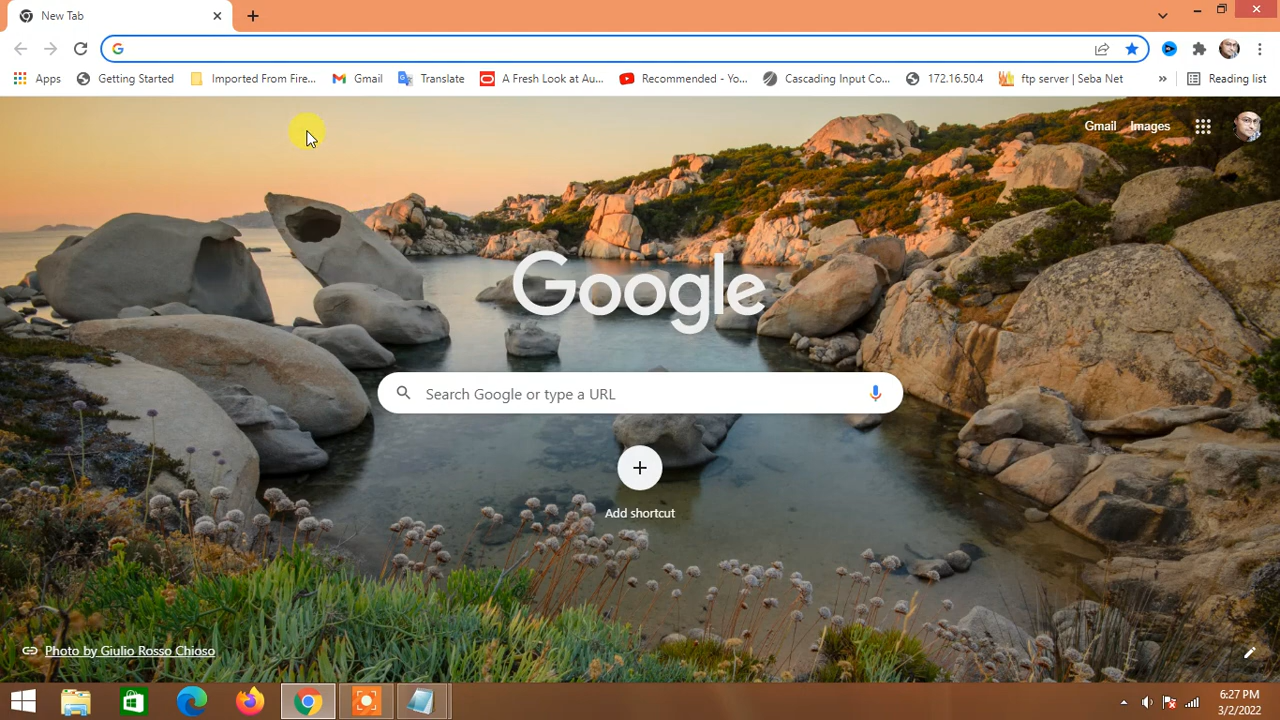 New Tab
Apps Getting Started Imported From Fire... Gmail Translate A Fresh Look at Au... Recommended - Yo... Cascading Input Co... 172.16.50.4 ftp server | Seba Net » Reading list
Gmail Images
Google
Search Google or type a URL
Add shortcut
Photo by Giulio Rosso Chioso
6:27 PM
3/2/2022